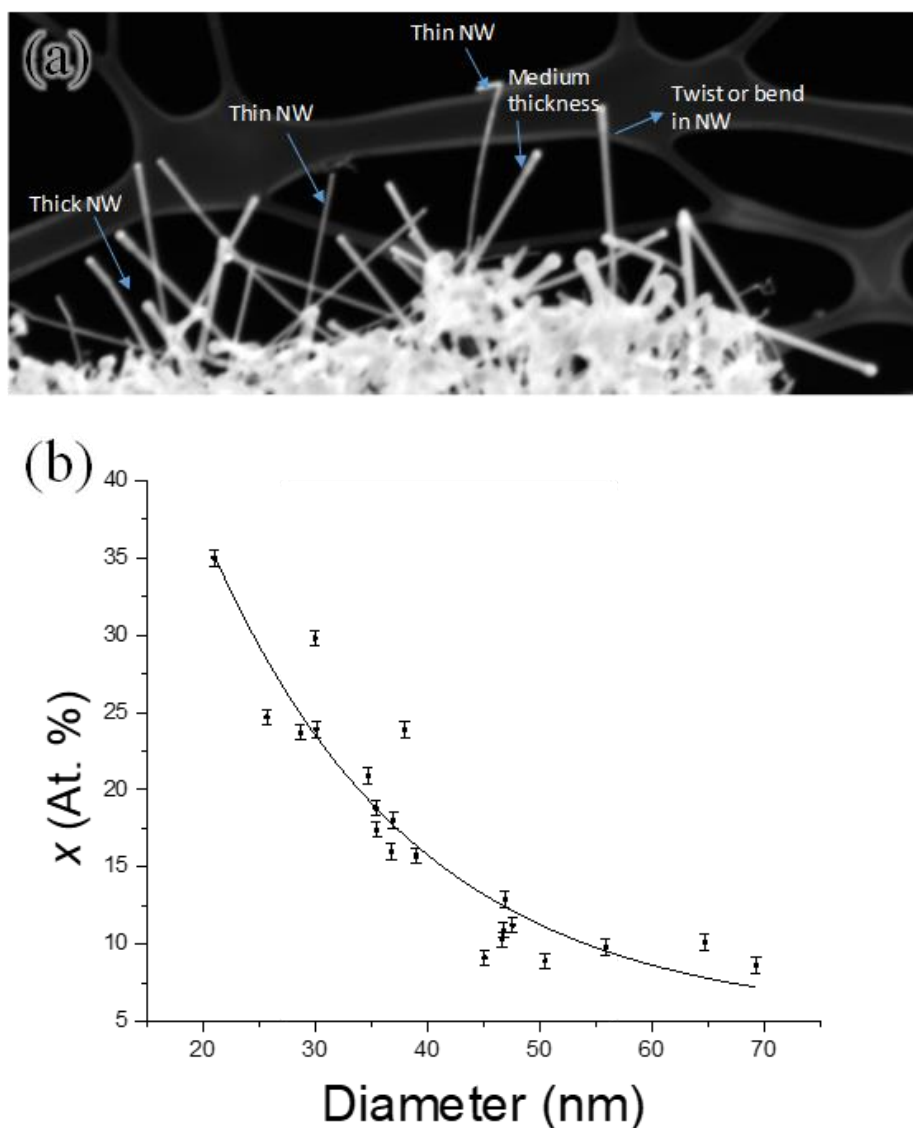 (a)
Thin NW
Medium
thickness
Twist or bend
in NW
Thin NW
Thick NW
(b)
40
35
30
25
20
15
10
5
x (At. %)
20 30 40 50 60 70
Diameter (nm)